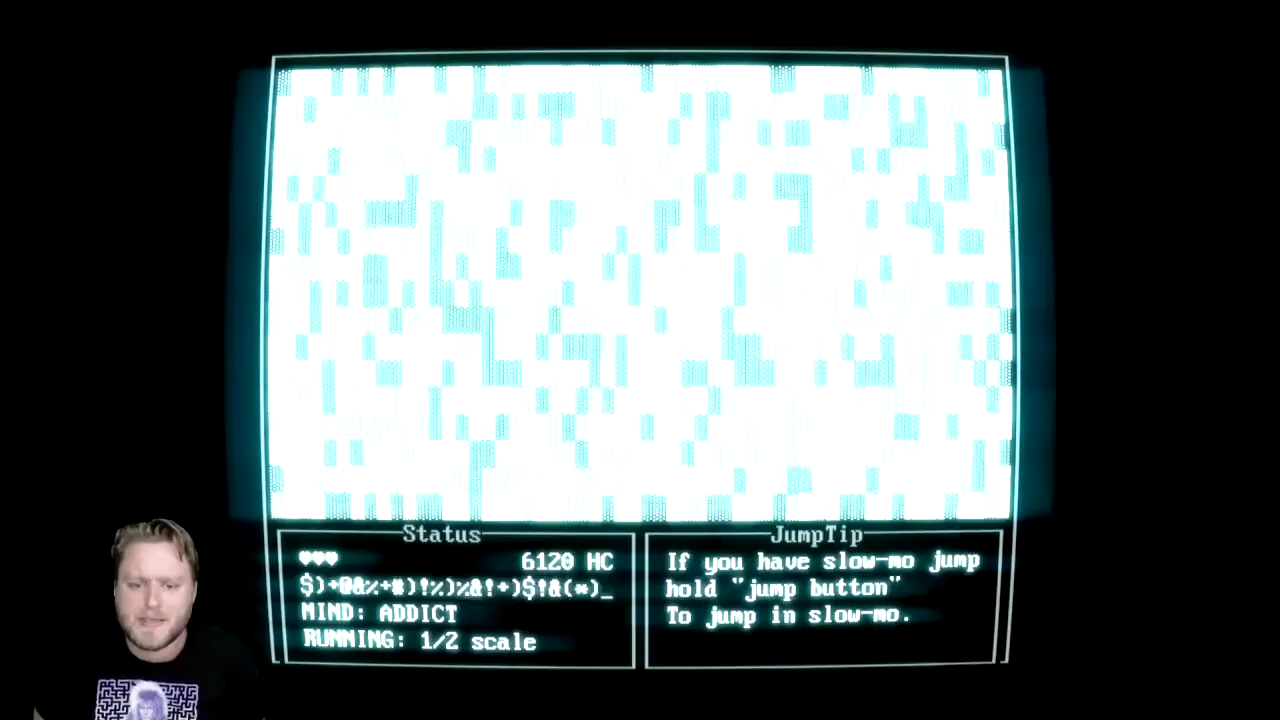 Status
♥♥♥ 6120 HC
MIND: ADDICT
RUNNING: 1/2 scale
JumpTip
If you have slow-mo jump
hold "jump button"
To jump in slow-mo.